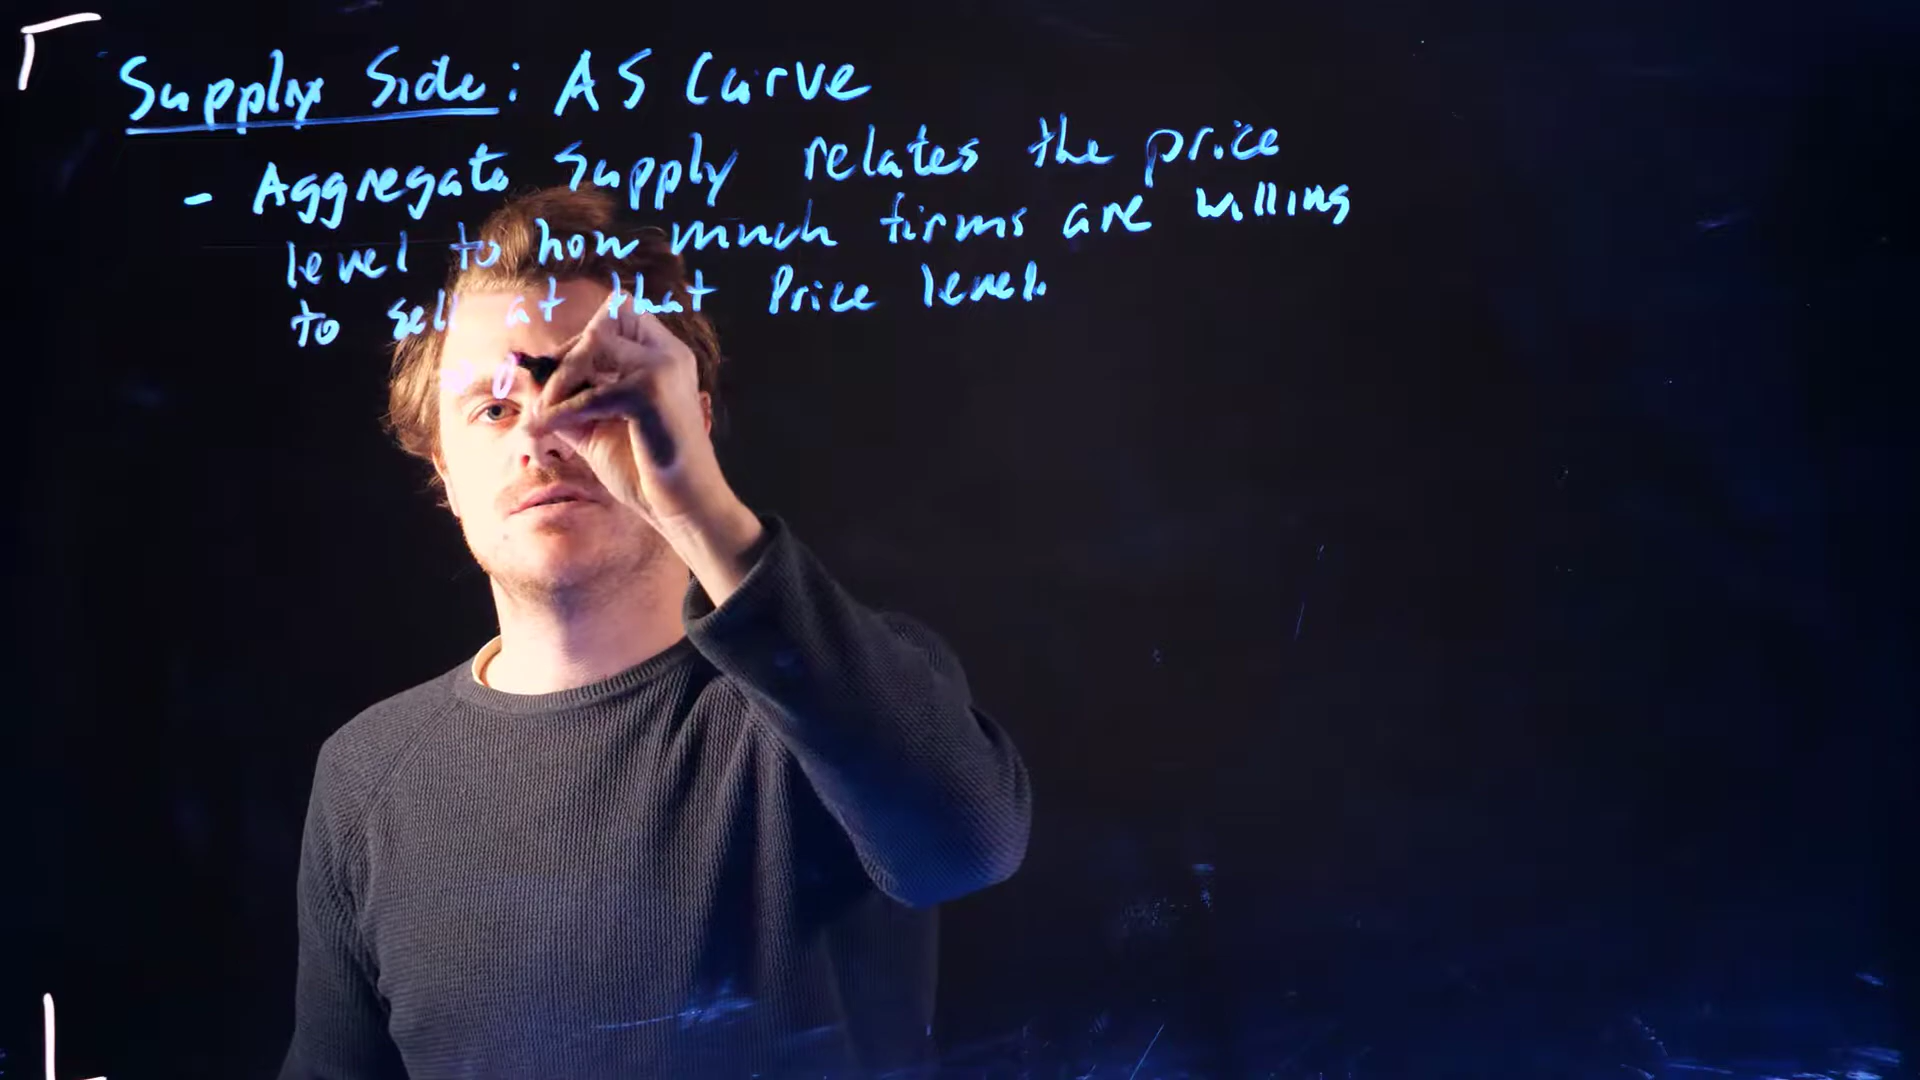 Supply Side: AS Curve
- Aggregate Supply relates the price
level to how much firms are willing
to sell at that Price level.